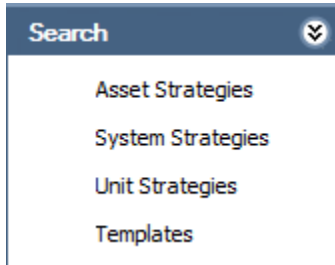 Search
Asset Strategies
System Strategies
Unit Strategies
Templates